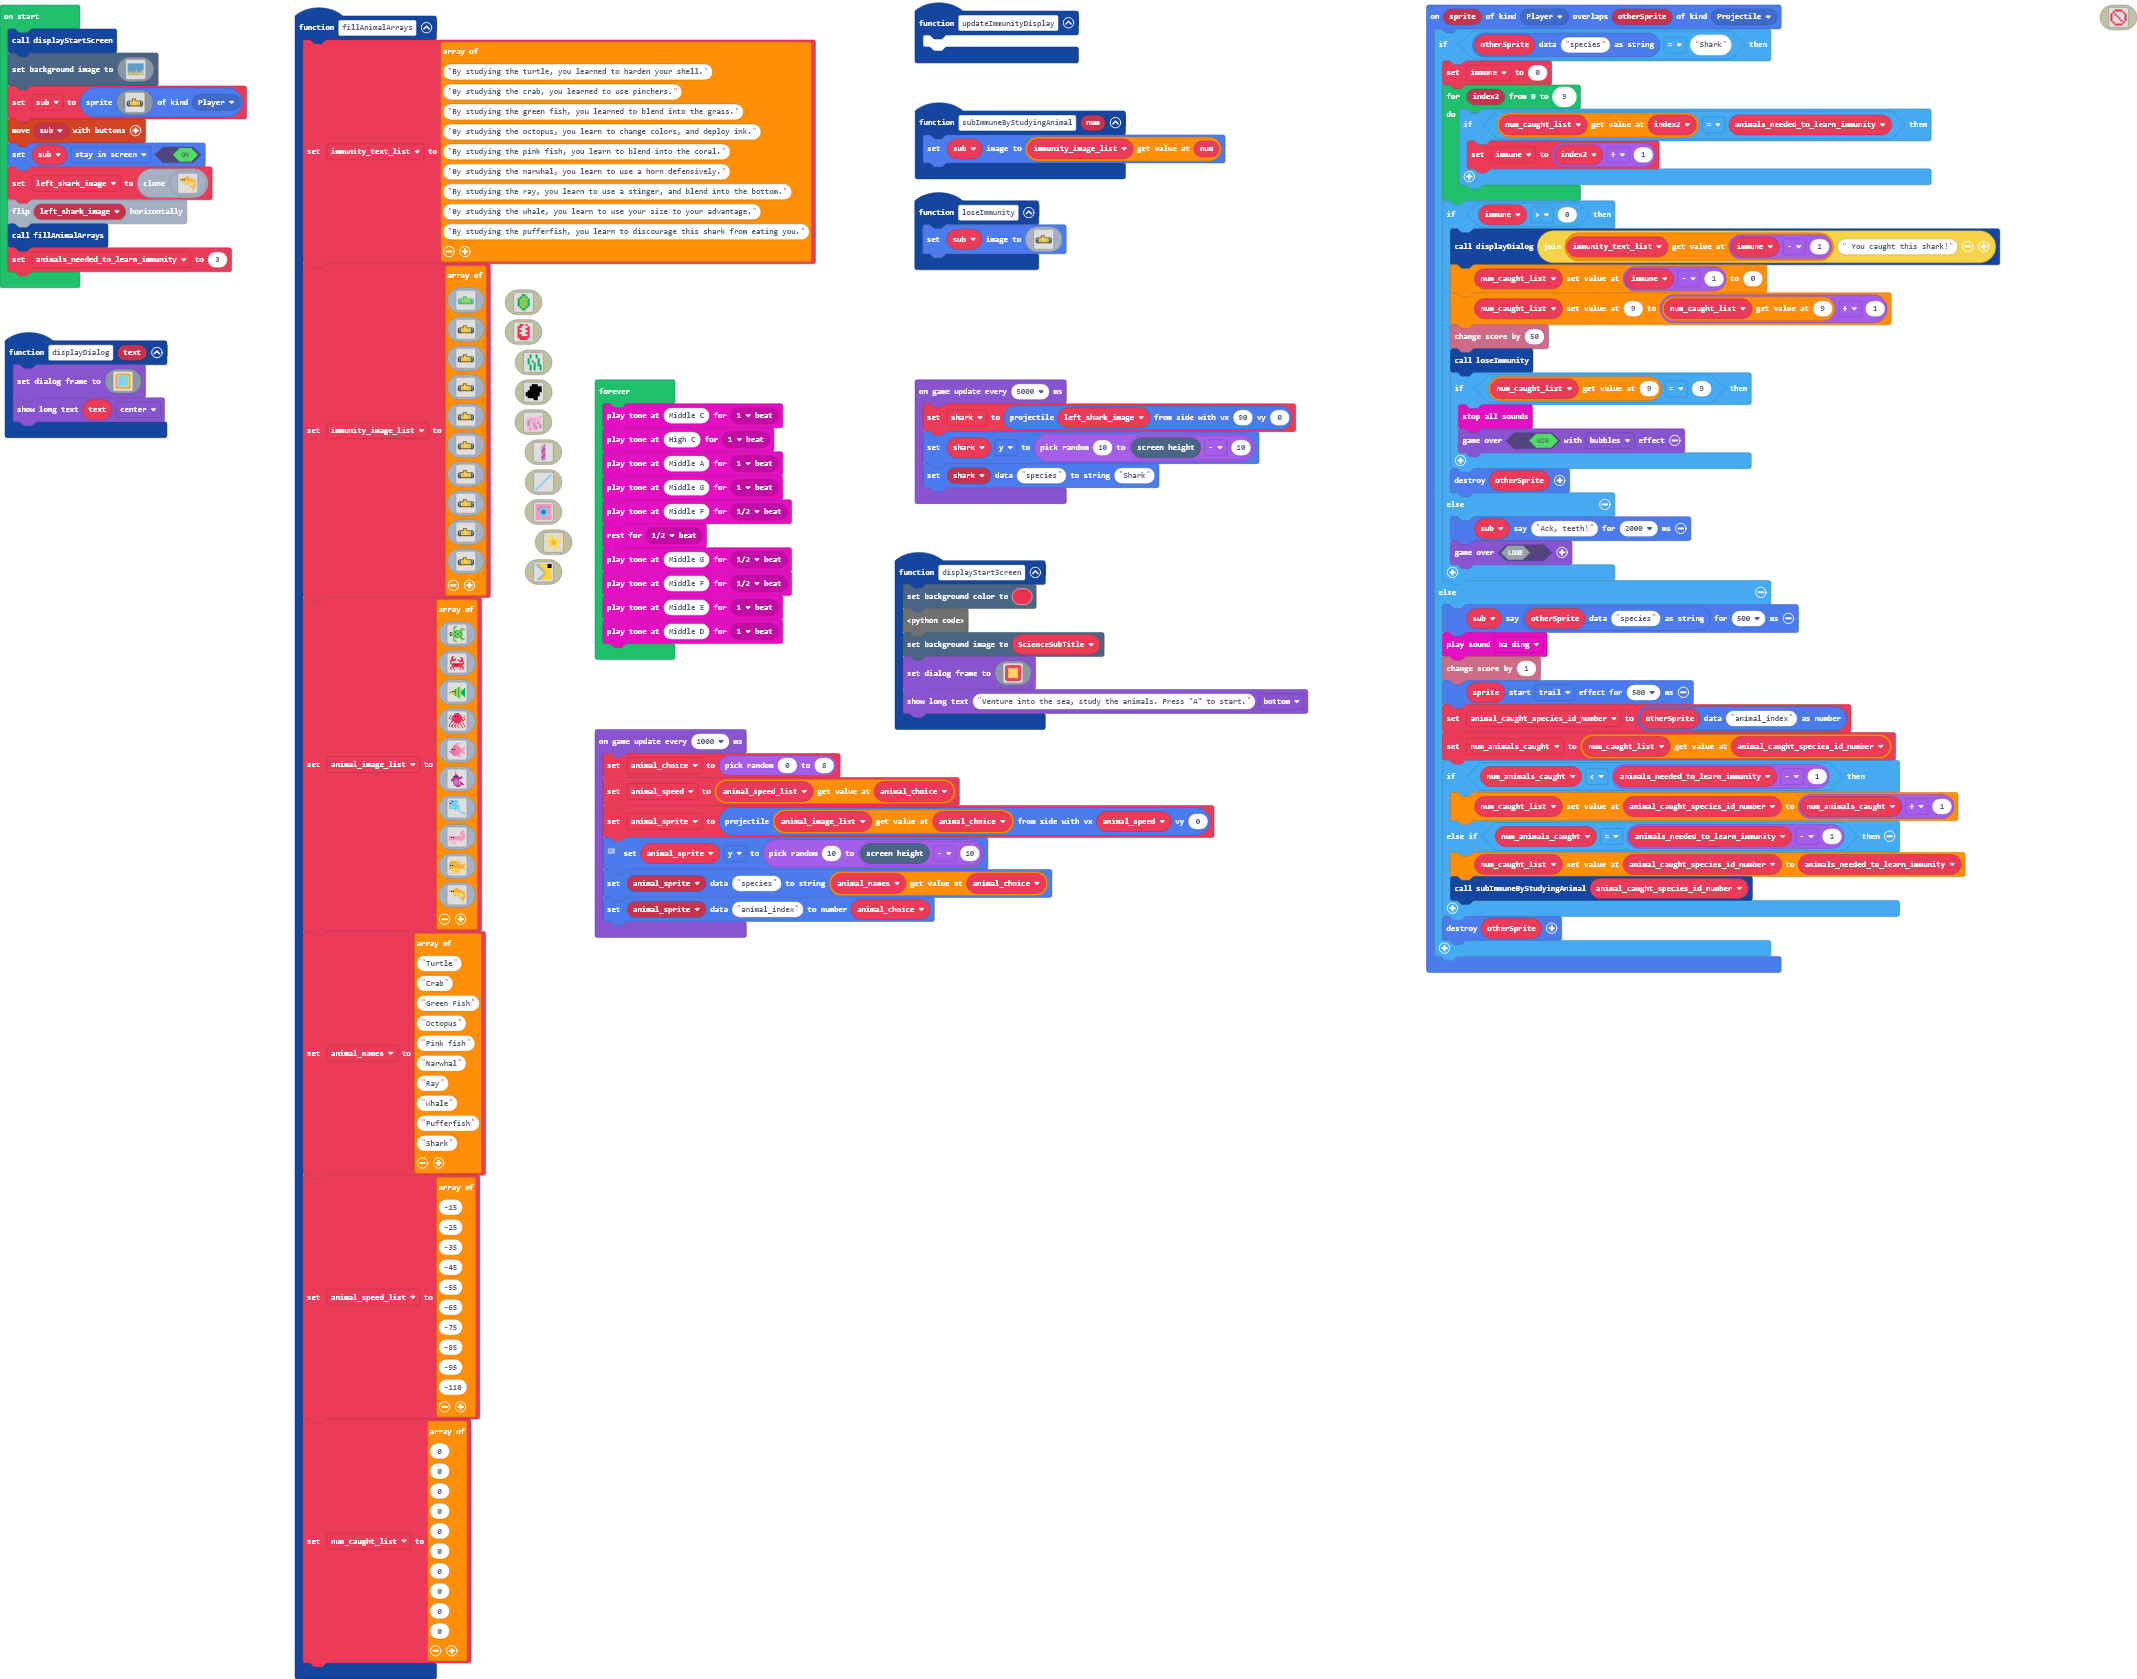 on start
call displayStartScreen
set background image to
set sub to sprite of kind Player
move sub with buttons
set sub stay in screen ON
set left_shark_image to clone
flip left_shark_image horizontally
call fillAnimalArrays
set animals_needed_to_learn_immunity to 3
function displayDialog text
set dialog frame to
show long text text center
function fillAnimalArrays
set immunity_text_list to
array of
"By studying the turtle, you learned to harden your shell."
"By studying the crab, you learned to use pinchers."
"By studying the green fish, you learned to blend into the grass."
"By studying the octopus, you learn to change colors, and deploy ink."
"By studying the pink fish, you learn to blend into the coral."
"By studying the narwhal, you learn to use a horn defensively."
"By studying the ray, you learn to use a stinger, and blend into the bottom."
"By studying the whale, you learn to use your size to your advantage."
"By studying the pufferfish, you learn to discourage this shark from eating you."
set immunity_image_list to
array of
set animal_image_list to
array of
set animal_names to
array of
"Turtle"
"Crab"
"Green Fish"
"Octopus"
"Pink fish"
"Narwhal"
"Ray"
"Whale"
"Pufferfish"
"Shark"
set animal_speed_list to
array of
-15
-25
-35
-45
-55
-65
-75
-85
-95
-110
set num_caught_list to
array of
0
0
0
0
0
0
0
0
0
0
forever
play tone at Middle C for 1 beat
play tone at High C for 1 beat
play tone at Middle A for 1 beat
play tone at Middle G for 1 beat
play tone at Middle F for 1/2 beat
rest for 1/2 beat
play tone at Middle G for 1/2 beat
play tone at Middle F for 1/2 beat
play tone at Middle E for 1 beat
play tone at Middle D for 1 beat
on game update every 1000 ms
set animal_choice to pick random 0 to 8
set animal_speed to animal_speed_list get value at animal_choice
set animal_sprite to projectile animal_image_list get value at animal_choice from side with vx animal_speed vy 0
set animal_sprite y to pick random 10 to screen height - 10
set animal_sprite data "species" to string animal_names get value at animal_choice
set animal_sprite data "animal_index" to number animal_choice
function updateImmunityDisplay
function subImmuneByStudyingAnimal num
set sub image to immunity_image_list get value at num
function loseImmunity
set sub image to
on game update every 5000 ms
set shark to projectile left_shark_image from side with vx 90 vy 0
set shark y to pick random 10 to screen height - 10
set shark data "species" to string "Shark"
function displayStartScreen
set background color to
<python code>
set background image to ScienceSubTitle
set dialog frame to
show long text "Venture into the sea, study the animals. Press "A" to start." bottom
on sprite of kind Player overlaps otherSprite of kind Projectile
if otherSprite data "species" as string = "Shark" then
set immune to 0
for index2 from 0 to 9
do
if num_caught_list get value at index2 = animals_needed_to_learn_immunity then
set immune to index2 + 1
if immune > 0 then
call displayDialog join immunity_text_list get value at immune - 1 " You caught this shark!"
num_caught_list set value at immune - 1 to 0
num_caught_list set value at 9 to num_caught_list get value at 9 + 1
change score by 50
call loseImmunity
if num_caught_list get value at 9 = 9 then
stop all sounds
game over WIN with bubbles effect
destroy otherSprite
else
sub say "Ack, teeth!" for 2000 ms
game over LOSE
else
sub say otherSprite data "species" as string for 500 ms
play sound ba ding
change score by 1
sprite start trail effect for 500 ms
set animal_caught_species_id_number to otherSprite data "animal_index" as number
set num_animals_caught to num_caught_list get value at animal_caught_species_id_number
if num_animals_caught < animals_needed_to_learn_immunity - 1 then
num_caught_list set value at animal_caught_species_id_number to num_animals_caught + 1
else if num_animals_caught = animals_needed_to_learn_immunity - 1 then
num_caught_list set value at animal_caught_species_id_number to animals_needed_to_learn_immunity
call subImmuneByStudyingAnimal animal_caught_species_id_number
destroy otherSprite